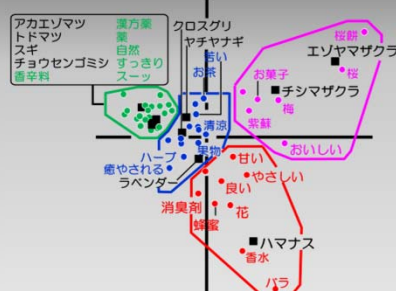 アカエゾマツ 漢方薬
トドマツ 薬
スギ 自然
チョウセンゴミシ すっきり
香辛料 スーッ
クロスグリ
ヤチヤナギ
苦い
お茶
清涼
果物
ハーブ
癒やされる
ラベンダー
桜餅
エゾヤマザクラ
桜
お菓子
チシマザクラ
梅
紫蘇
おいしい
甘い
やさしい
良い
消臭剤
蜂蜜
花
ハマナス
香水
バラ